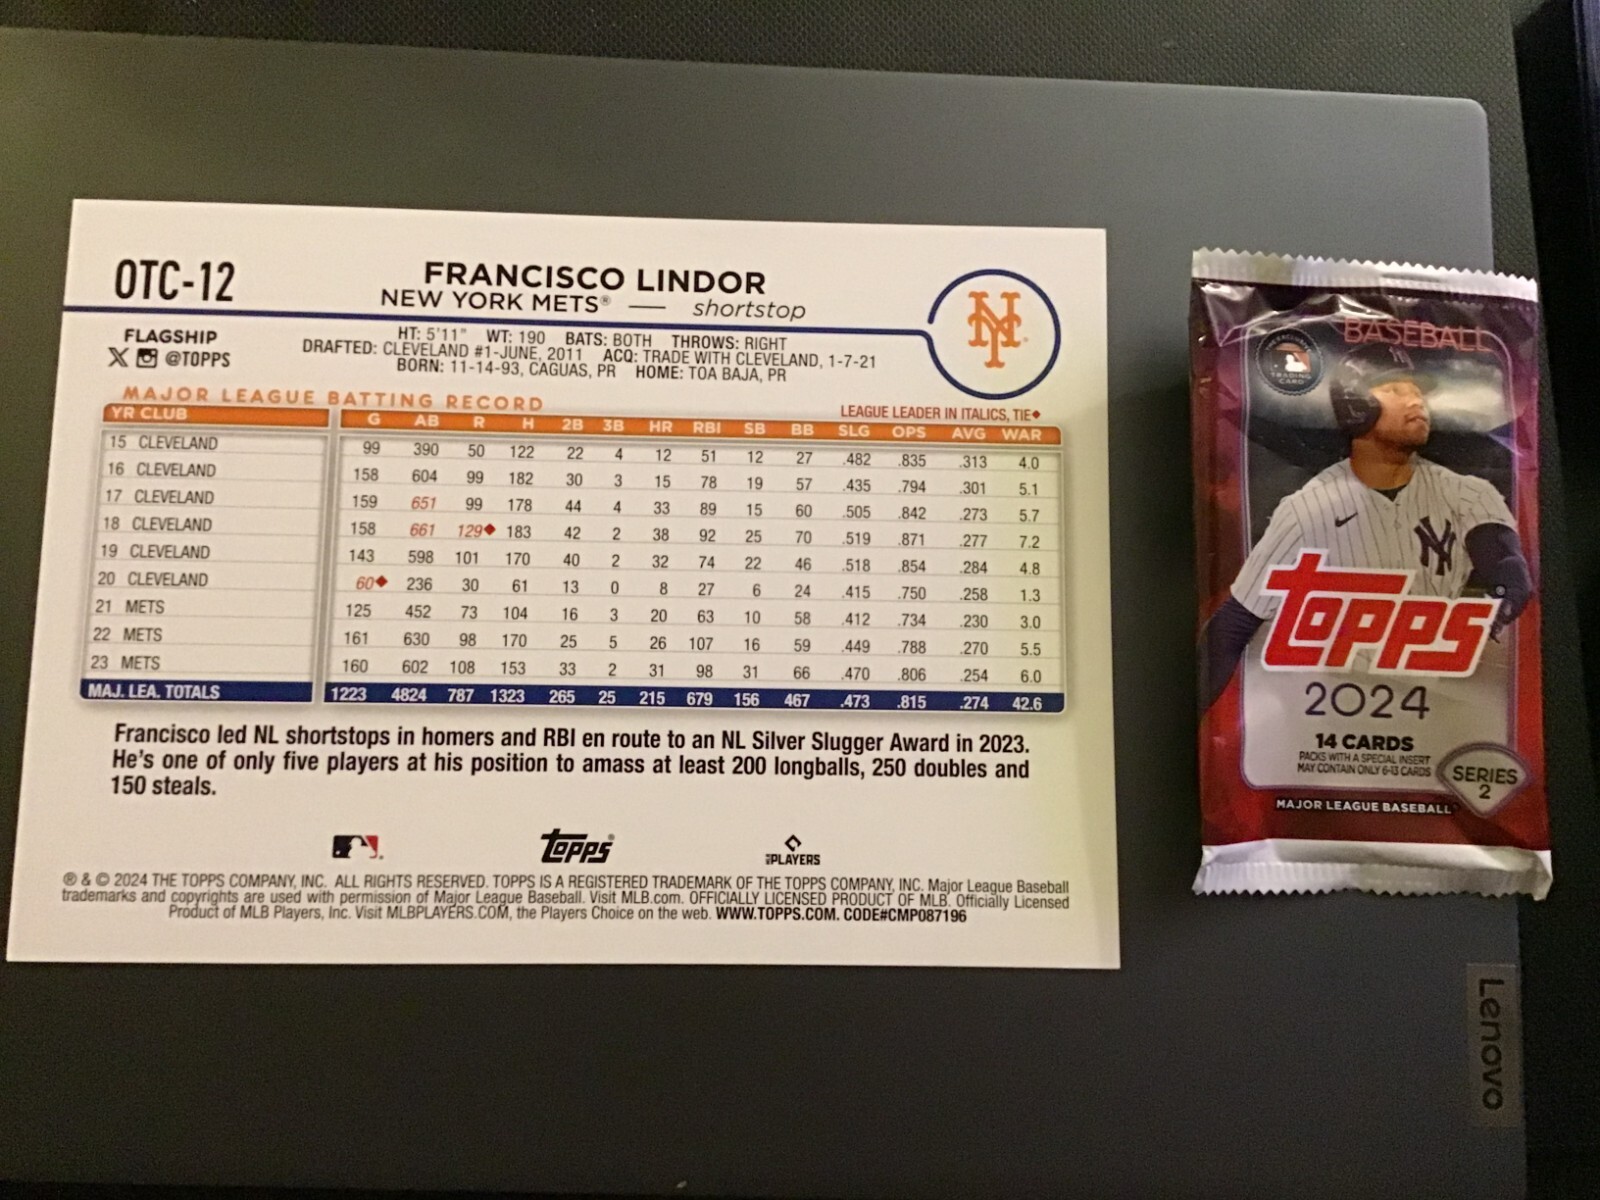 OTC-12
FRANCISCO LINDOR
NEW YORK METS® — shortstop
NY
FLAGSHIP
X @TOPPS
HT: 5'11" WT: 190 BATS: BOTH THROWS: RIGHT
DRAFTED: CLEVELAND #1-JUNE, 2011 ACQ: TRADE WITH CLEVELAND, 1-7-21
BORN: 11-14-93, CAGUAS, PR HOME: TOA BAJA, PR
MAJOR LEAGUE BATTING RECORD
LEAGUE LEADER IN ITALICS, TIE◆
YR CLUB G AB R H 2B 3B HR RBI SB BB SLG OPS AVG WAR
15 CLEVELAND 99 390 50 122 22 4 12 51 12 27 .482 .835 .313 4.0
16 CLEVELAND 158 604 99 182 30 3 15 78 19 57 .435 .794 .301 5.1
17 CLEVELAND 159 651 99 178 44 4 33 89 15 60 .505 .842 .273 5.7
18 CLEVELAND 158 661 129◆ 183 42 2 38 92 25 70 .519 .871 .277 7.2
19 CLEVELAND 143 598 101 170 40 2 32 74 22 46 .518 .854 .284 4.8
20 CLEVELAND 60◆ 236 30 61 13 0 8 27 6 24 .415 .750 .258 1.3
21 METS 125 452 73 104 16 3 20 63 10 58 .412 .734 .230 3.0
22 METS 161 630 98 170 25 5 26 107 16 59 .449 .788 .270 5.5
23 METS 160 602 108 153 33 2 31 98 31 66 .470 .806 .254 6.0
MAJ. LEA. TOTALS 1223 4824 787 1323 265 25 215 679 156 467 .473 .815 .274 42.6
Francisco led NL shortstops in homers and RBI en route to an NL Silver Slugger Award in 2023.
He's one of only five players at his position to amass at least 200 longballs, 250 doubles and
150 steals.
topps®
PLAYERS
® & © 2024 THE TOPPS COMPANY, INC. ALL RIGHTS RESERVED. TOPPS IS A REGISTERED TRADEMARK OF THE TOPPS COMPANY, INC. Major League Baseball
trademarks and copyrights are used with permission of Major League Baseball. Visit MLB.com. OFFICIALLY LICENSED PRODUCT OF MLB. Officially Licensed
Product of MLB Players, Inc. Visit MLBPLAYERS.COM, the Players Choice on the web. WWW.TOPPS.COM. CODE#CMP087196
BASEBALL
TRADING
CARD
NY
topps®
2024
14 CARDS
PACKS WITH A SPECIAL INSERT
MAY CONTAIN ONLY 6-13 CARDS
SERIES
2
MAJOR LEAGUE BASEBALL
Lenovo